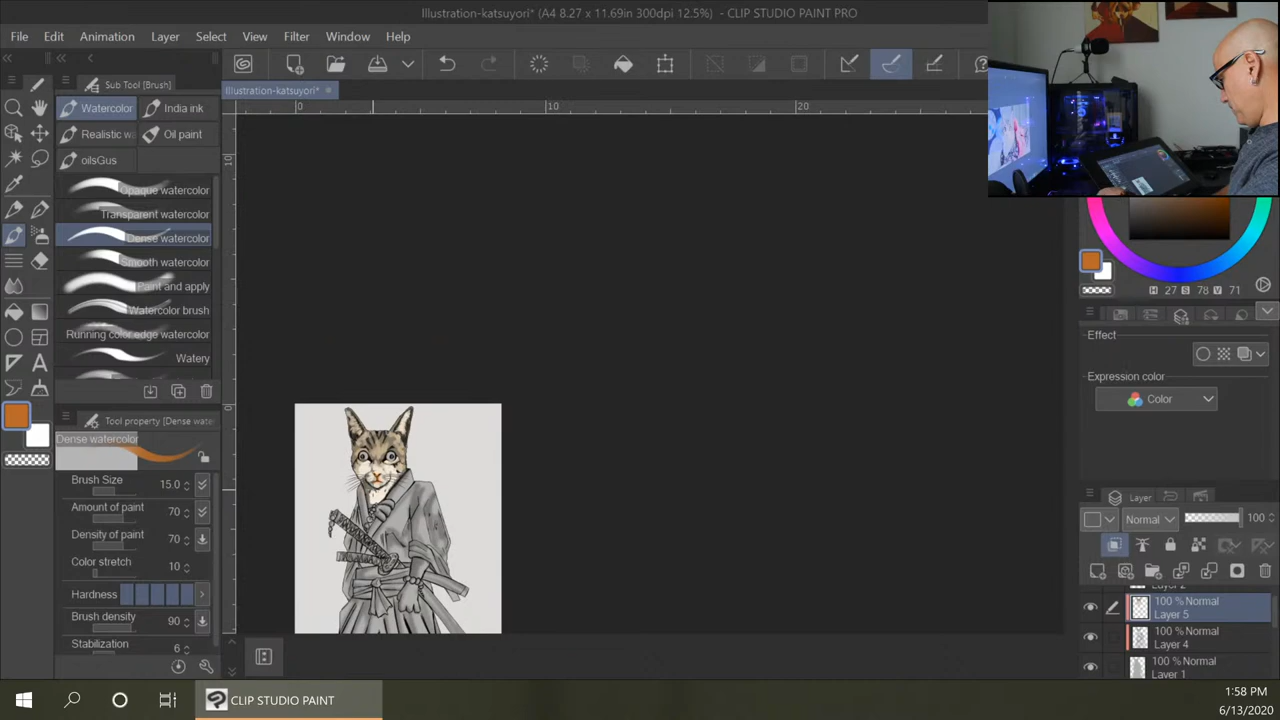 Illustration-katsuyori* (A4 8.27 x 11.69in 300dpi 12.5%) - CLIP STUDIO PAINT PRO
File Edit Animation Layer Select View Filter Window Help
Sub Tool [Brush]
Illustration-katsuyori*
Watercolor India ink
Realistic w Oil paint
oilsGus
0 10 20
10
0
Opaque watercolor
Transparent watercolor
Dense watercolor
Smooth watercolor
Paint and apply
Watercolor brush
Running color edge watercolor
Watery
Tool property [Dense wate
Dense watercolor
Brush Size 15.0
Amount of paint 70
Density of paint 70
Color stretch 10
Hardness
Brush density 90
Stabilization 6
H 27 S 78 V 71
Effect
Expression color
Color
Layer
Normal 100
Layer 2
100 % Normal
Layer 5
100 % Normal
Layer 4
100 % Normal
Layer 1
CLIP STUDIO PAINT
1:58 PM
6/13/2020